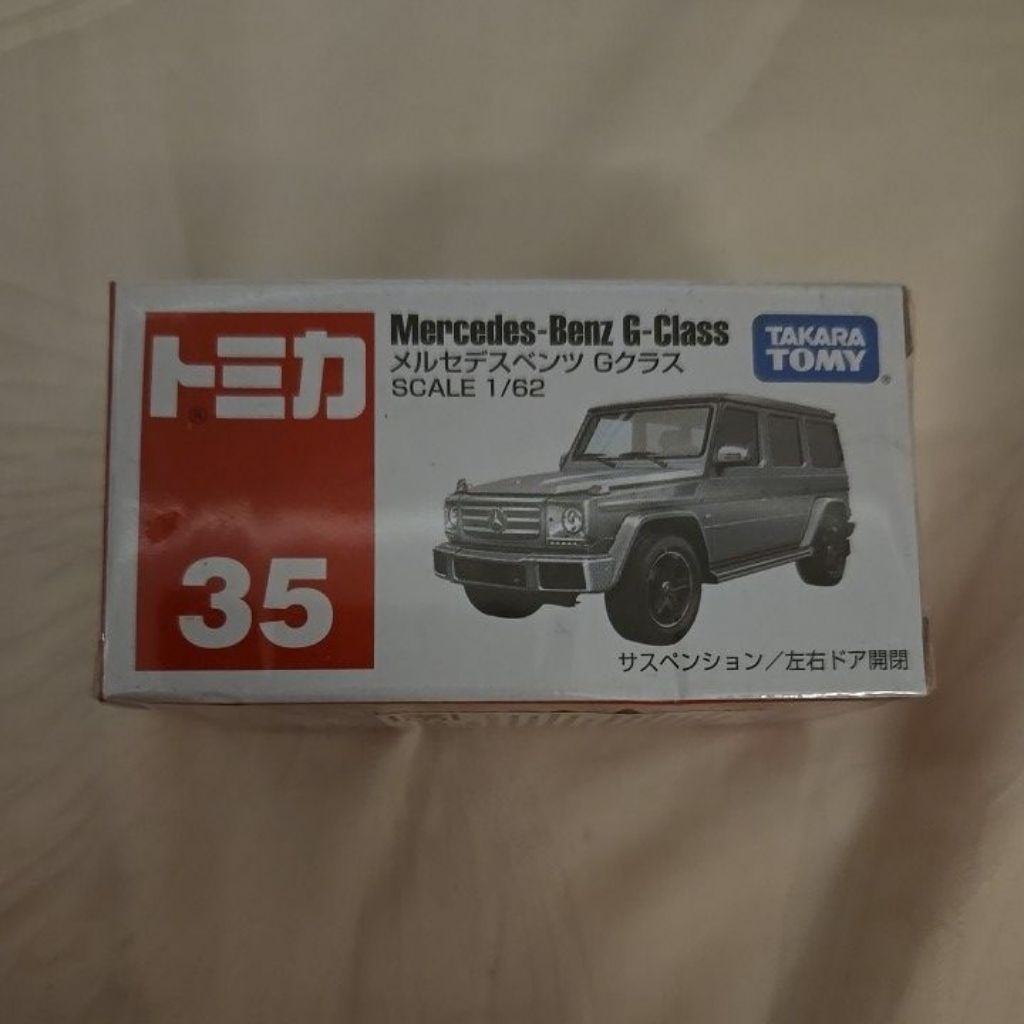 トミカ
35
Mercedes-Benz G-Class
メルセデスベンツ Gクラス
SCALE 1/62
TAKARA
TOMY
サスペンション／左右ドア開閉